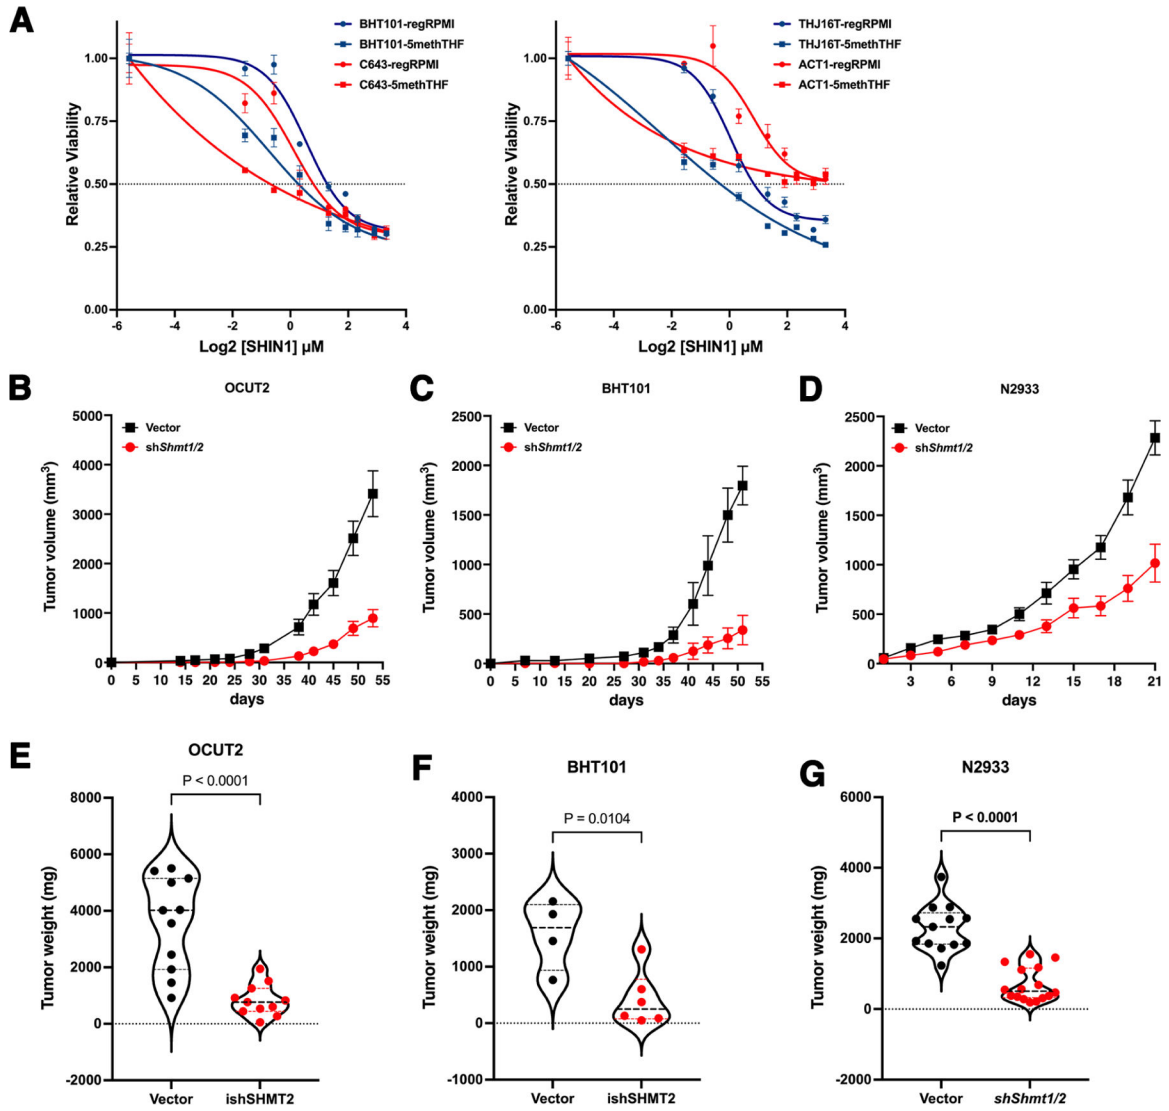 A
BHT101-regRPMI
BHT101-5methTHF
C643-regRPMI
C643-5methTHF
Relative Viability
1.00
0.75
0.50
0.25
0.00
-6 -4 -2 0 2 4
Log2 [SHIN1] µM
THJ16T-regRPMI
THJ16T-5methTHF
ACT1-regRPMI
ACT1-5methTHF
Relative Viability
1.00
0.75
0.50
0.25
0.00
-6 -4 -2 0 2 4
Log2 [SHIN1] µM
B
OCUT2
Vector
shShmt1/2
Tumor volume (mm³)
5000
4000
3000
2000
1000
0
0 5 10 15 20 25 30 35 40 45 50 55
days
C
BHT101
Vector
shShmt1/2
Tumor volume (mm³)
2500
2000
1500
1000
500
0
0 5 10 15 20 25 30 35 40 45 50 55
days
D
N2933
Vector
shShmt1/2
Tumor volume (mm³)
2500
2000
1500
1000
500
0
3 6 9 12 15 18 21
days
E
OCUT2
P < 0.0001
Tumor weight (mg)
8000
6000
4000
2000
0
-2000
Vector ishSHMT2
F
BHT101
P = 0.0104
Tumor weight (mg)
4000
3000
2000
1000
0
-1000
Vector ishSHMT2
G
N2933
P < 0.0001
Tumor weight (mg)
6000
4000
2000
0
-2000
Vector shShmt1/2